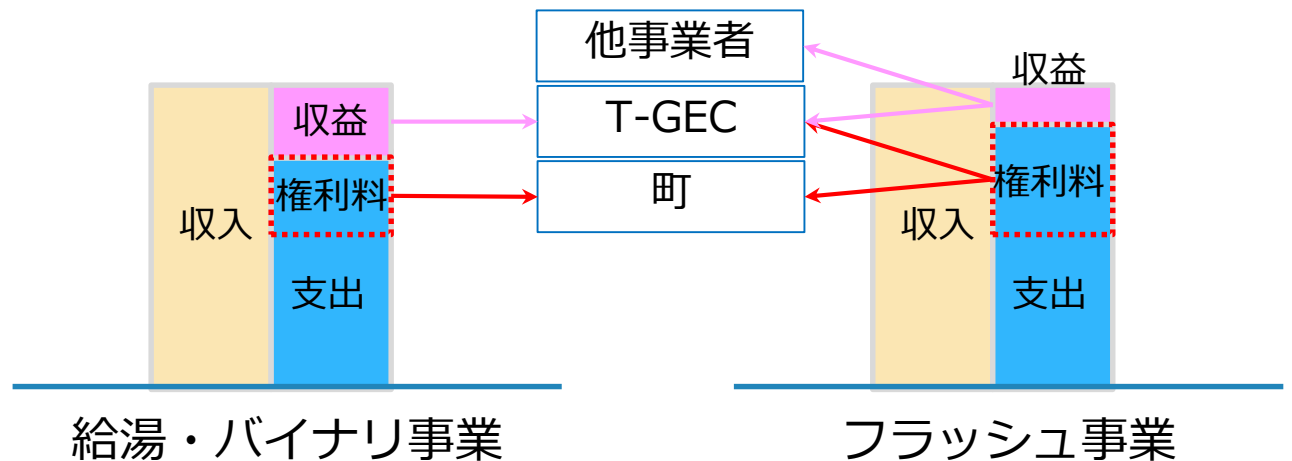 他事業者
T-GEC
町
収益
権利料
収入
支出
給湯・バイナリ事業
収益
権利料
収入
支出
フラッシュ事業